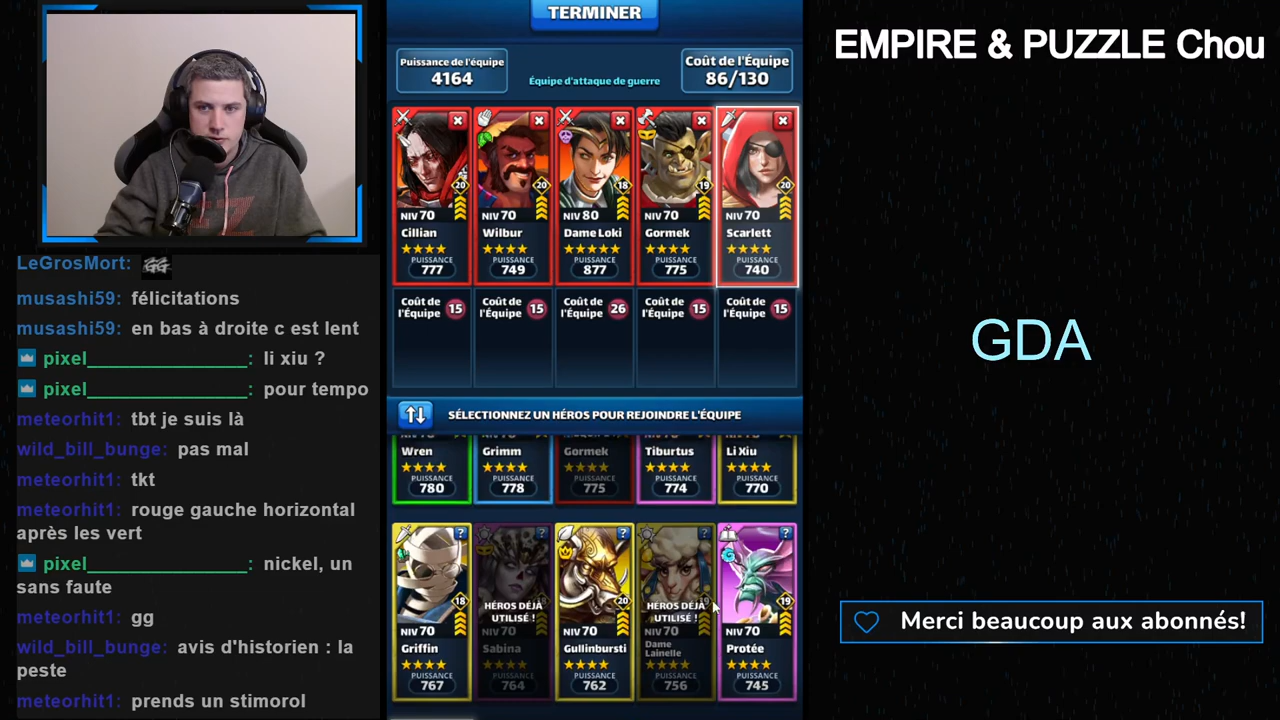 TERMINER
EMPIRE & PUZZLE Chou
Puissance de l'équipe
4164
Équipe d'attaque de guerre
Coût de l'Équipe
86/130
20
20
18
19
20
NIV 70
NIV 70
NIV 80
NIV 70
NIV 70
Cillian
Wilbur
Dame Loki
Gormek
Scarlett
PUISSANCE
PUISSANCE
PUISSANCE
PUISSANCE
PUISSANCE
777
749
877
775
740
Coût de
l'Équipe 15
Coût de
l'Équipe 15
Coût de
l'Équipe 26
Coût de
l'Équipe 15
Coût de
l'Équipe 15
SÉLECTIONNEZ UN HÉROS POUR REJOINDRE L'ÉQUIPE
Wren
Grimm
Gormek
Tiburtus
Li Xiu
PUISSANCE
PUISSANCE
PUISSANCE
PUISSANCE
PUISSANCE
780
778
775
774
770
?
?
?
?
?
HÉROS DÉJÀ
UTILISÉ !
HÉROS DÉJÀ
UTILISÉ !
18
20
19
NIV 70
NIV 70
NIV 70
NIV 70
NIV 70
Griffin
Sabina
Gullinbursti
Dame
Lainelle
Protée
PUISSANCE
PUISSANCE
PUISSANCE
PUISSANCE
PUISSANCE
767
764
762
756
745
LeGrosMort: GG
musashi59: félicitations
musashi59: en bas à droite c est lent
pixel______________: li xiu ?
pixel______________: pour tempo
meteorhit1: tbt je suis là
wild_bill_bunge: pas mal
meteorhit1: tkt
meteorhit1: rouge gauche horizontal
après les vert
pixel______________: nickel, un
sans faute
meteorhit1: gg
wild_bill_bunge: avis d'historien : la
peste
meteorhit1: prends un stimorol
GDA
Merci beaucoup aux abonnés!